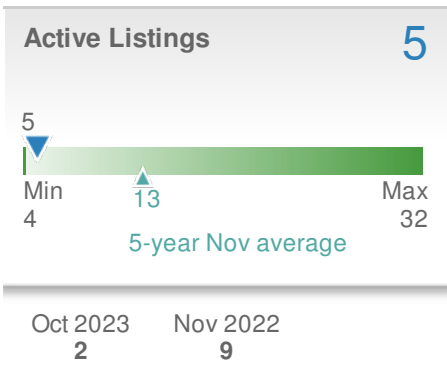 Active Listings 5
5
Min Max
4 13 32
5-year Nov average
Oct 2023 Nov 2022
2 9